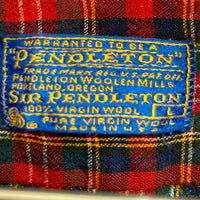 WARRANTED TO BE A
"PENDLETON"
TRADE MARK REG. U.S. PAT. OFF.
PENDLETON WOOLEN MILLS
PORTLAND, OREGON
SIR PENDLETON
100% VIRGIN WOOL L
PURE VIRGIN WOOL
MADE IN U.S.A.